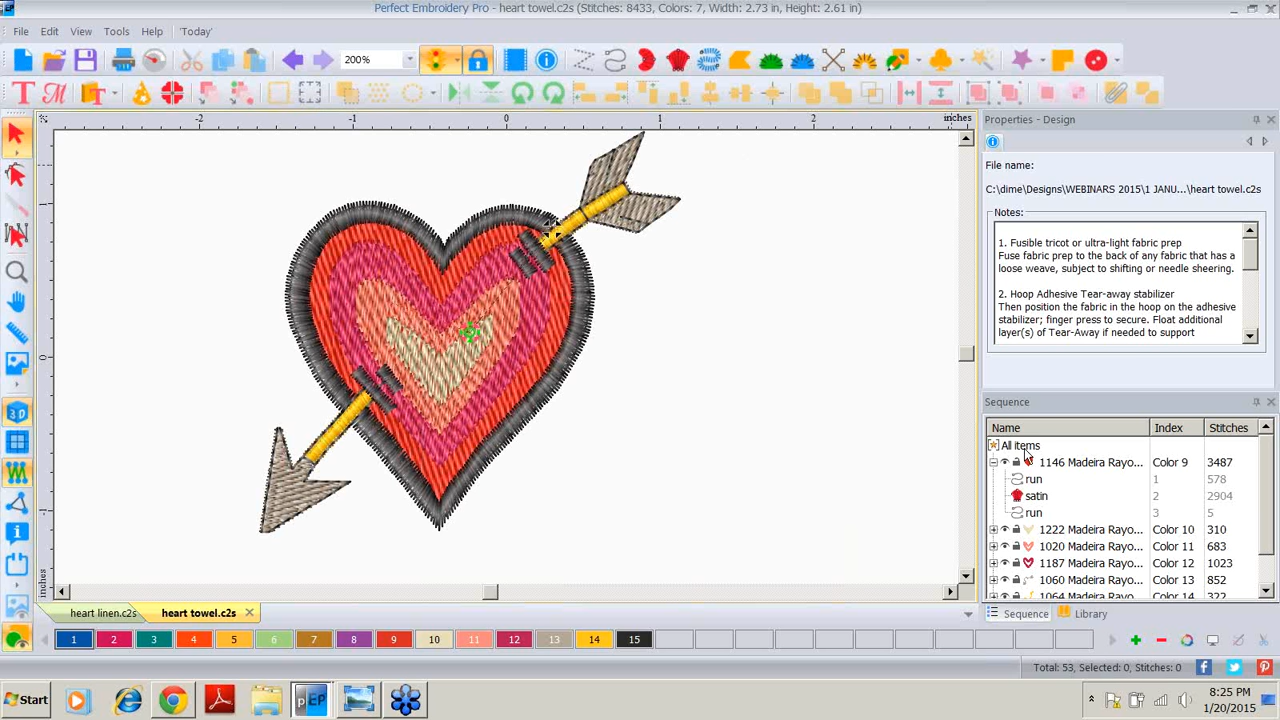 Perfect Embroidery Pro - heart towel.c2s (Stitches: 8433, Colors: 7, Width: 2.73 in, Height: 2.61 in)
File Edit View Tools Help 'Today'
200%
inches
-2 -1 0 1 2
inches
Properties - Design
File name:
C:\dime\Designs\WEBINARS 2015\1 JANU...\heart towel.c2s
Notes:
1. Fusible tricot or ultra-light fabric prep
Fuse fabric prep to the back of any fabric that has a
loose weave, subject to shifting or needle sheering.
2. Hoop Adhesive Tear-away stabilizer
Then position the fabric in the hoop on the adhesive
stabilizer; finger press to secure. Float additional
layer(s) of Tear-Away if needed to support
Sequence
Name Index Stitches
All items
1146 Madeira Rayo... Color 9 3487
run 1 578
satin 2 2904
run 3 5
1222 Madeira Rayo... Color 10 310
1020 Madeira Rayo... Color 11 683
1187 Madeira Rayo... Color 12 1023
1060 Madeira Rayo... Color 13 852
1064 Madeira Rayo... Color 14 322
Sequence Library
heart linen.c2s heart towel.c2s
1 2 3 4 5 6 7 8 9 10 11 12 13 14 15
Total: 53, Selected: 0, Stitches: 0
3D
Start
pEP
8:25 PM
1/20/2015